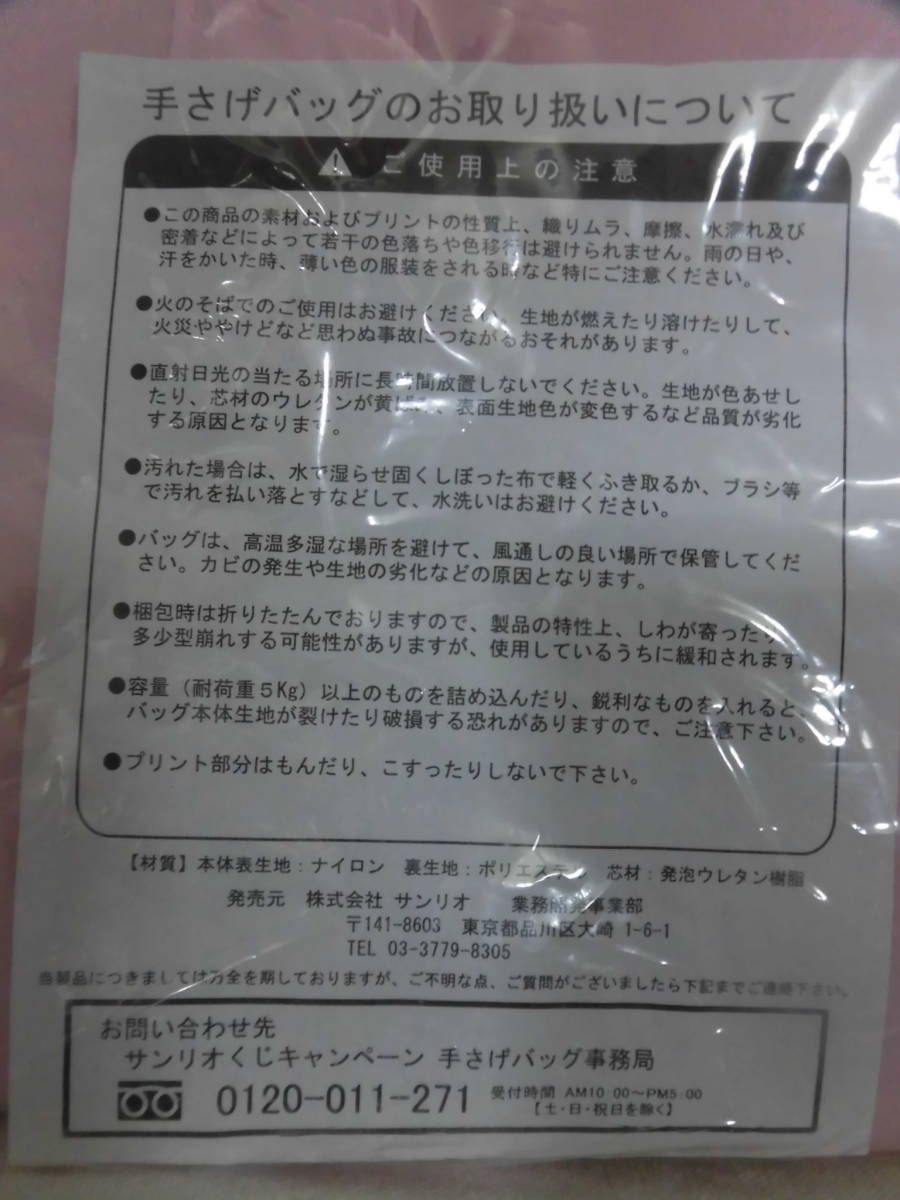 手さげバッグのお取り扱いについて
ご使用上の注意
●この商品の素材およびプリントの性質上、織りムラ、摩擦、水濡れ及び
密着などによって若干の色落ちや色移行は避けられません。雨の日や、
汗をかいた時、薄い色の服装をされる時など特にご注意ください。
●火のそばでのご使用はお避けください。生地が燃えたり溶けたりして、
火災ややけどなど思わぬ事故につながるおそれがあります。
●直射日光の当たる場所に長時間放置しないでください。生地が色あせし
たり、芯材のウレタンが黄ばみ、表面生地色が変色するなど品質が劣化
する原因となります。
●汚れた場合は、水で湿らせ固くしぼった布で軽くふき取るか、ブラシ等
で汚れを払い落とすなどして、水洗いはお避けください。
●バッグは、高温多湿な場所を避けて、風通しの良い場所で保管してくだ
さい。カビの発生や生地の劣化などの原因となります。
●梱包時は折りたたんでおりますので、製品の特性上、しわが寄ったり
多少型崩れする可能性がありますが、使用しているうちに緩和されます。
●容量（耐荷重5Kg）以上のものを詰め込んだり、鋭利なものを入れると、
バッグ本体生地が裂けたり破損する恐れがありますので、ご注意下さい。
●プリント部分はもんだり、こすったりしないで下さい。
【材質】本体表生地：ナイロン 裏生地：ポリエステル 芯材：発泡ウレタン樹脂
発売元 株式会社 サンリオ 業務開発事業部
〒141-8603 東京都品川区大崎 1-6-1
TEL 03-3779-8305
当製品につきましては万全を期しておりますが、ご不明な点、ご質問がございましたら下記までご連絡下さい。
お問い合わせ先
サンリオくじキャンペーン 手さげバッグ事務局
0120-011-271 受付時間 AM10:00～PM5:00
【土・日・祝日を除く】